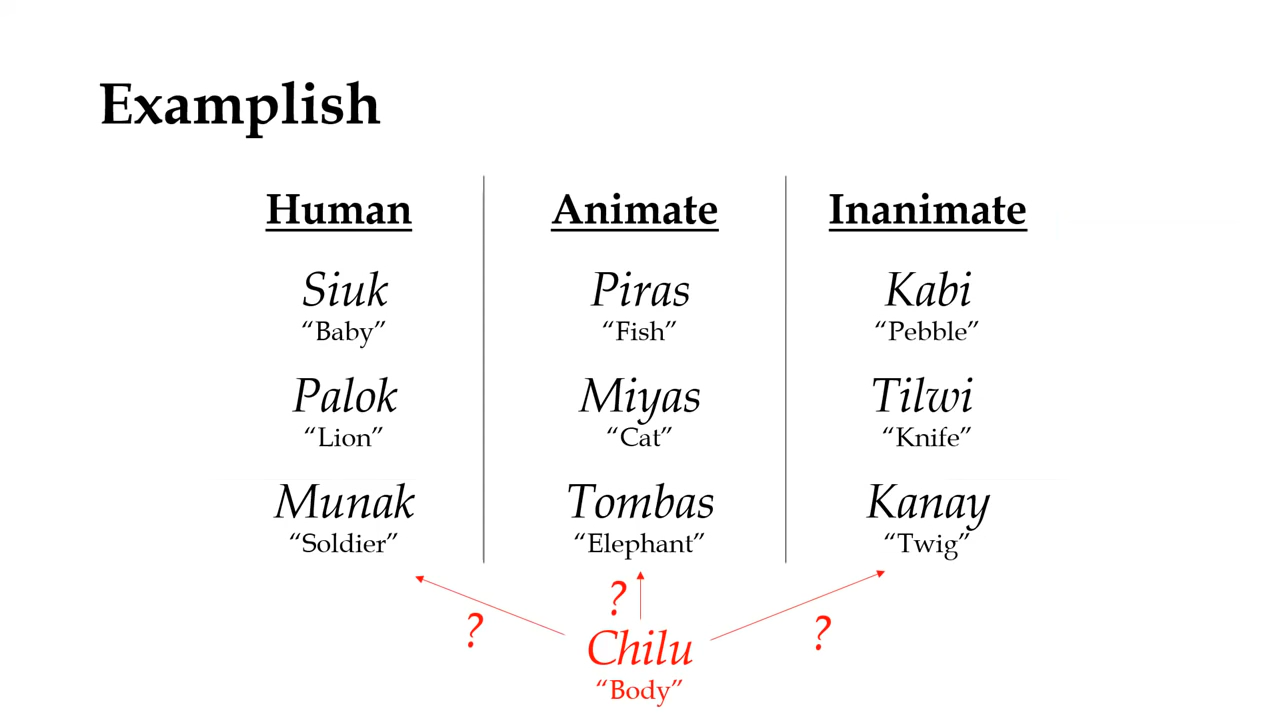 Examplish
Human Animate Inanimate
Siuk Piras Kabi
“Baby” “Fish” “Pebble”
Palok Miyas Tilwi
“Lion” “Cat” “Knife”
Munak Tombas Kanay
“Soldier” “Elephant” “Twig”
? ? ?
Chilu
“Body”